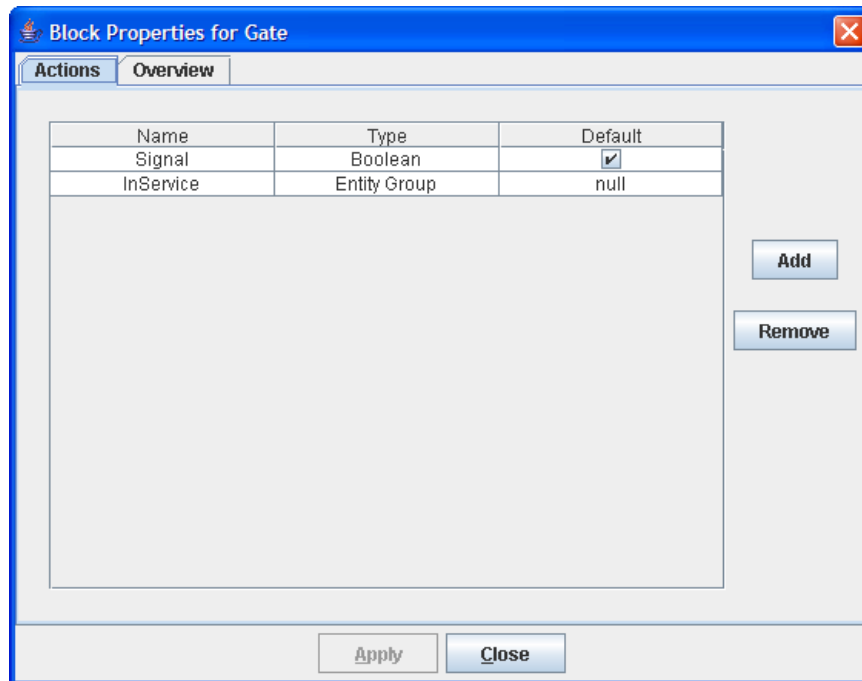 Block Properties for Gate
Actions Overview
Name Type Default
Signal Boolean
InService Entity Group null
Add
Remove
Apply Close